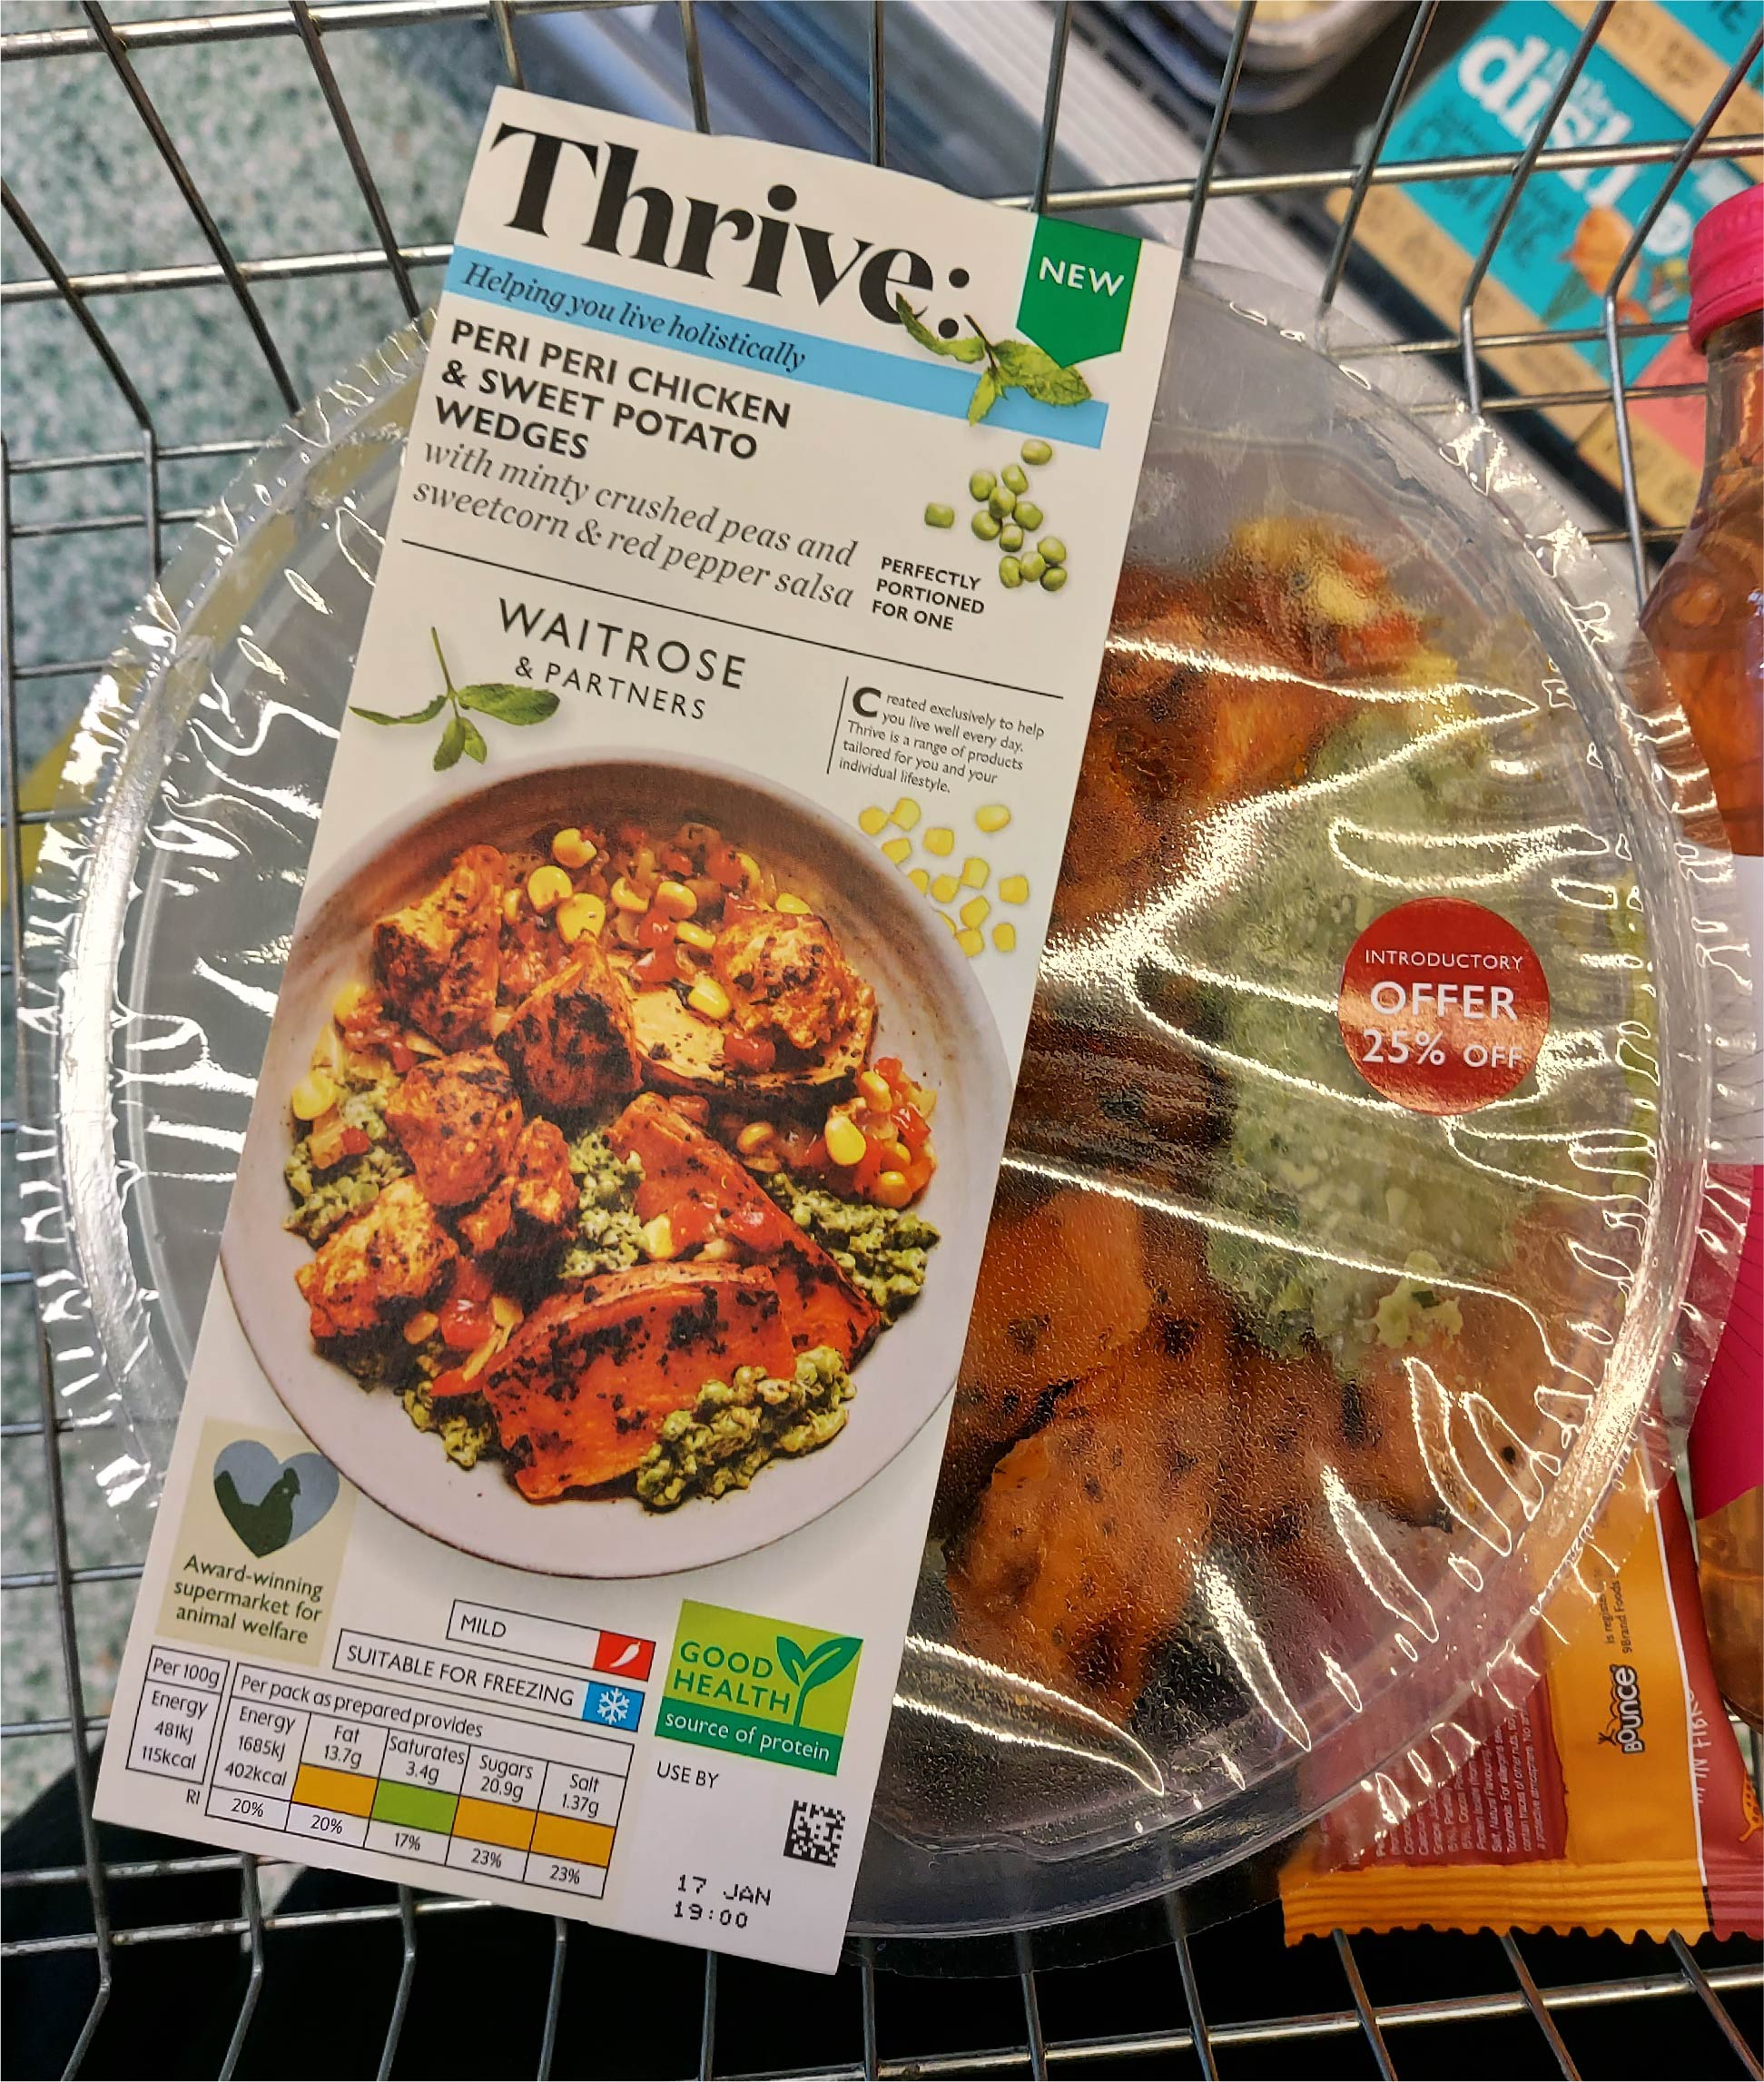 Thrive:
NEW
Helping you live holistically
PERI PERI CHICKEN
& SWEET POTATO
WEDGES
with minty crushed peas and
sweetcorn & red pepper salsa
PERFECTLY
PORTIONED
FOR ONE
WAITROSE
& PARTNERS
Created exclusively to help
you live well every day.
Thrive is a range of products
tailored for you and your
individual lifestyle.
INTRODUCTORY
OFFER
25% OFF
Award-winning
supermarket for
animal welfare
MILD
SUITABLE FOR FREEZING
GOOD
HEALTH
source of protein
Per 100g
Energy
481kJ
115kcal
Per pack as prepared provides
Energy
1685kJ
402kcal
Fat
13.7g
Saturates
3.4g
Sugars
20.9g
Salt
1.37g
RI
20%
20%
17%
23%
23%
USE BY
17 JAN
19:00
dish
Bounce